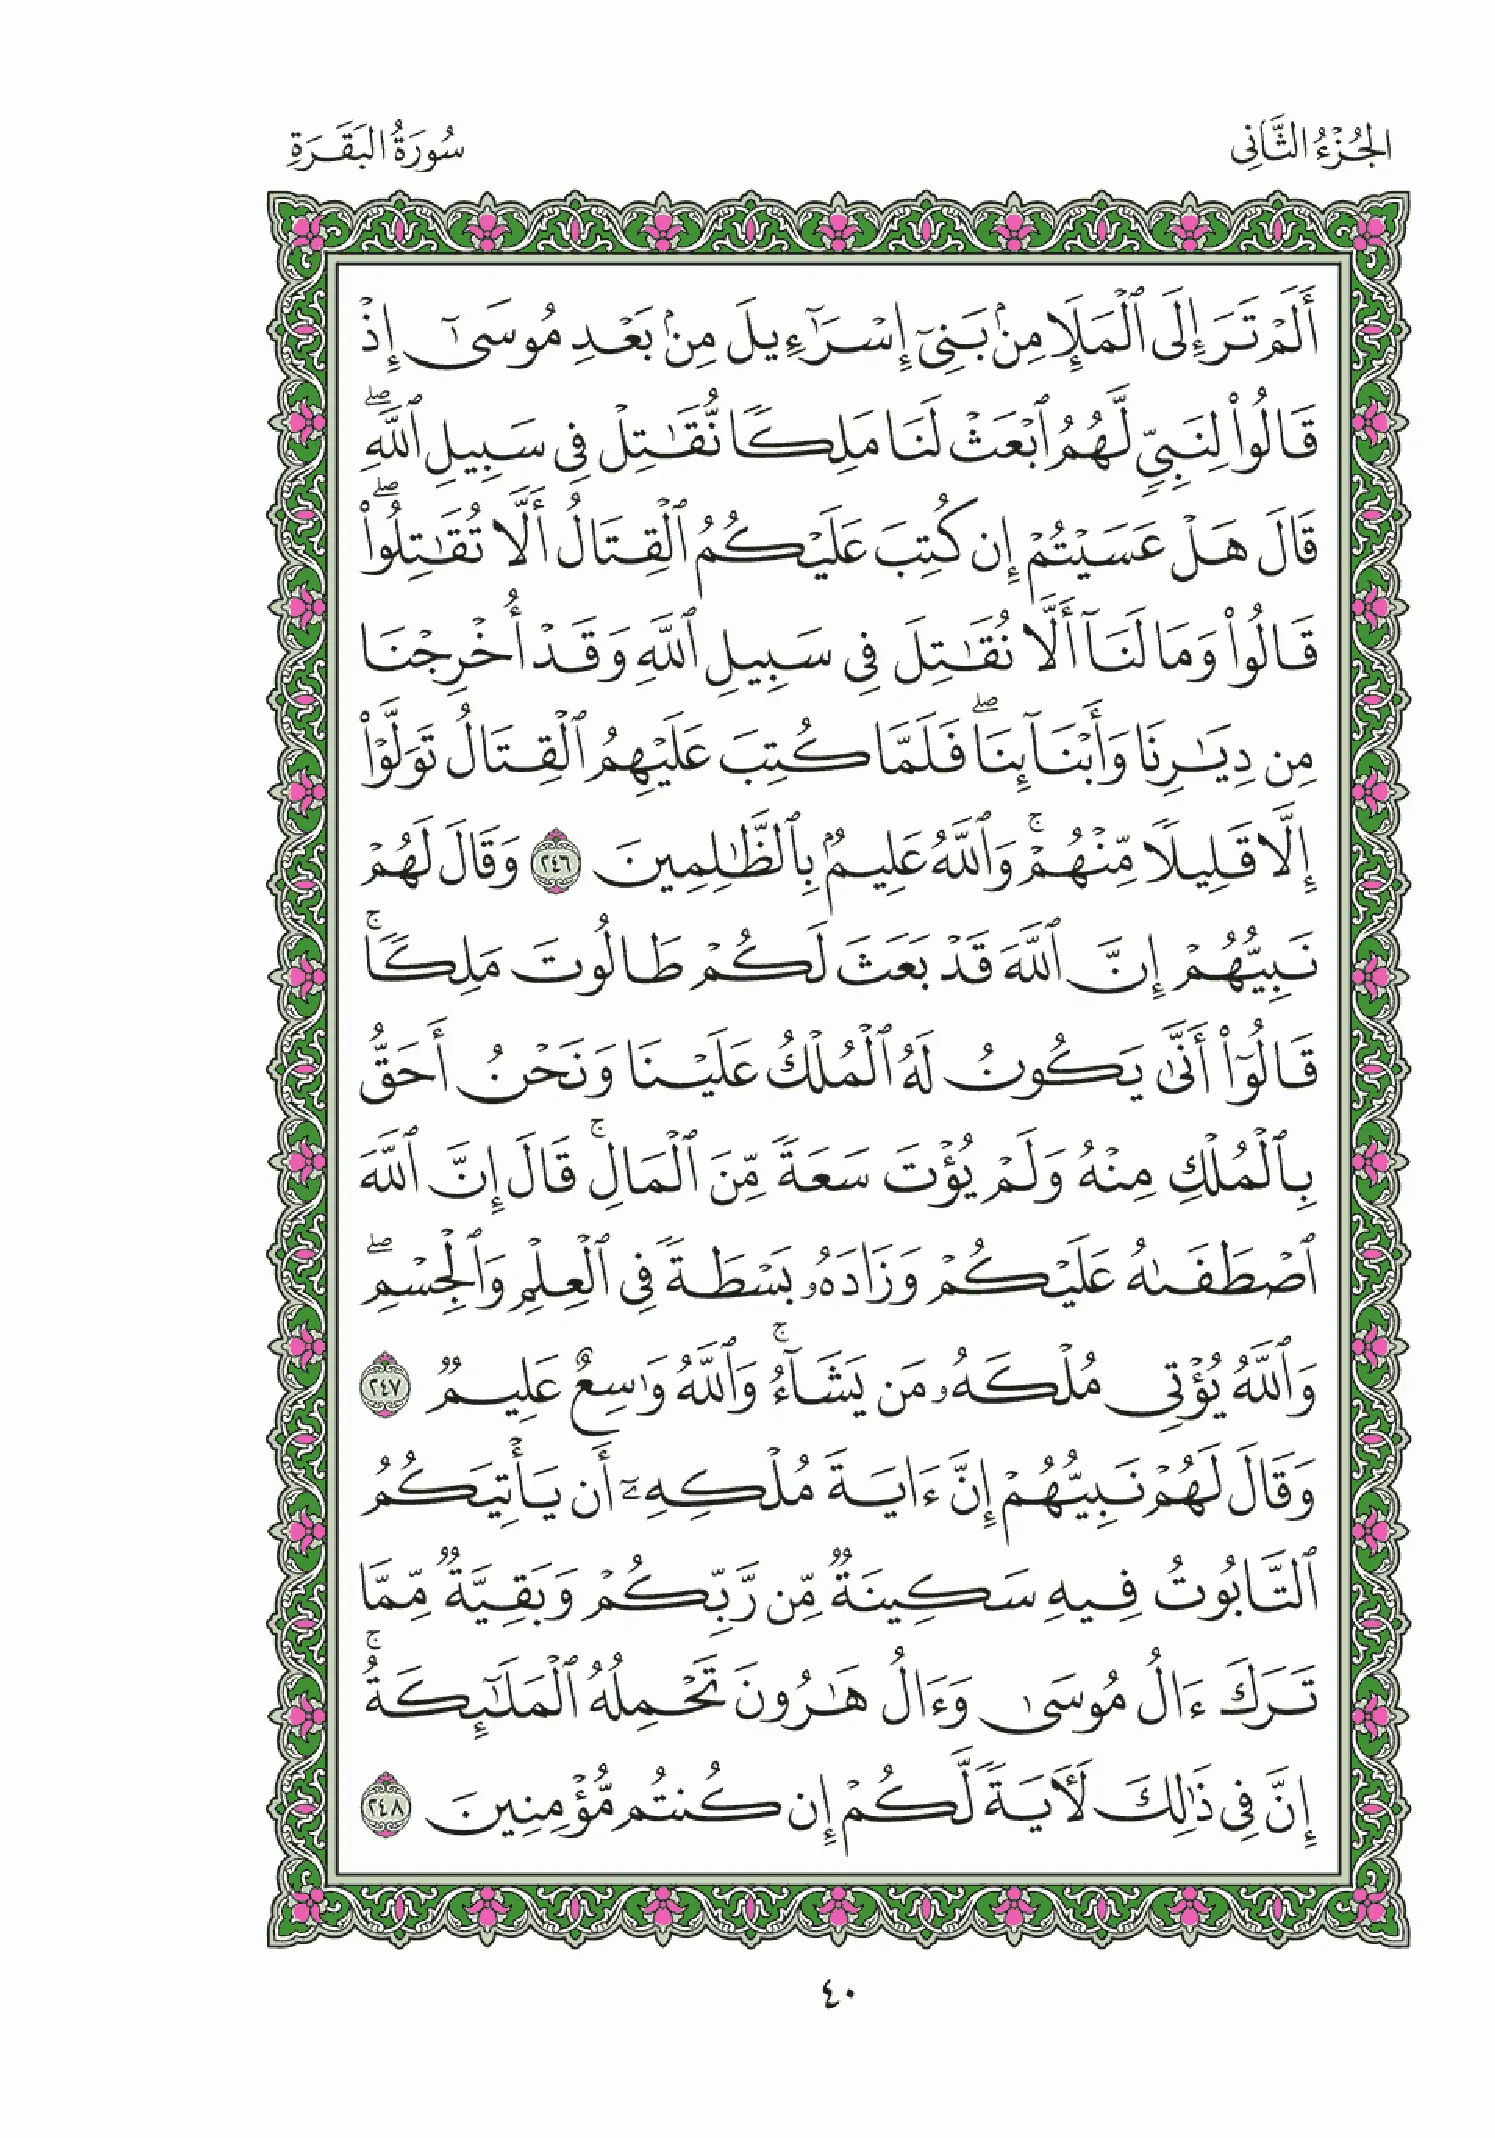 الجُزْءُ الثَّانِى
سُورَةُ البَقَرَةِ
أَلَمْ تَرَ إِلَى ٱلْمَلَإِ مِنۢ بَنِىٓ إِسْرَٰٓءِيلَ مِنۢ بَعْدِ مُوسَىٰٓ إِذْ
قَالُوا۟ لِنَبِىٍّ لَّهُمُ ٱبْعَثْ لَنَا مَلِكًا نُّقَٰتِلْ فِى سَبِيلِ ٱللَّهِ ۖ
قَالَ هَلْ عَسَيْتُمْ إِن كُتِبَ عَلَيْكُمُ ٱلْقِتَالُ أَلَّا تُقَٰتِلُوا۟ ۖ
قَالُوا۟ وَمَا لَنَآ أَلَّا نُقَٰتِلَ فِى سَبِيلِ ٱللَّهِ وَقَدْ أُخْرِجْنَا
مِن دِيَٰرِنَا وَأَبْنَآئِنَا ۖ فَلَمَّا كُتِبَ عَلَيْهِمُ ٱلْقِتَالُ تَوَلَّوْا۟
إِلَّا قَلِيلًا مِّنْهُمْ ۚ وَٱللَّهُ عَلِيمٌۢ بِٱلظَّٰلِمِينَ ٢٤٦ وَقَالَ لَهُمْ
نَبِيُّهُمْ إِنَّ ٱللَّهَ قَدْ بَعَثَ لَكُمْ طَالُوتَ مَلِكًا ۚ
قَالُوٓا۟ أَنَّىٰ يَكُونُ لَهُ ٱلْمُلْكُ عَلَيْنَا وَنَحْنُ أَحَقُّ
بِٱلْمُلْكِ مِنْهُ وَلَمْ يُؤْتَ سَعَةً مِّنَ ٱلْمَالِ ۚ قَالَ إِنَّ ٱللَّهَ
ٱصْطَفَىٰهُ عَلَيْكُمْ وَزَادَهُۥ بَسْطَةً فِى ٱلْعِلْمِ وَٱلْجِسْمِ ۖ
وَٱللَّهُ يُؤْتِى مُلْكَهُۥ مَن يَشَآءُ ۚ وَٱللَّهُ وَٰسِعٌ عَلِيمٌ ٢٤٧
وَقَالَ لَهُمْ نَبِيُّهُمْ إِنَّ ءَايَةَ مُلْكِهِۦٓ أَن يَأْتِيَكُمُ
ٱلتَّابُوتُ فِيهِ سَكِينَةٌ مِّن رَّبِّكُمْ وَبَقِيَّةٌ مِّمَّا
تَرَكَ ءَالُ مُوسَىٰ وَءَالُ هَٰرُونَ تَحْمِلُهُ ٱلْمَلَٰٓئِكَةُ ۚ
إِنَّ فِى ذَٰلِكَ لَءَايَةً لَّكُمْ إِن كُنتُم مُّؤْمِنِينَ ٢٤٨
٤٠